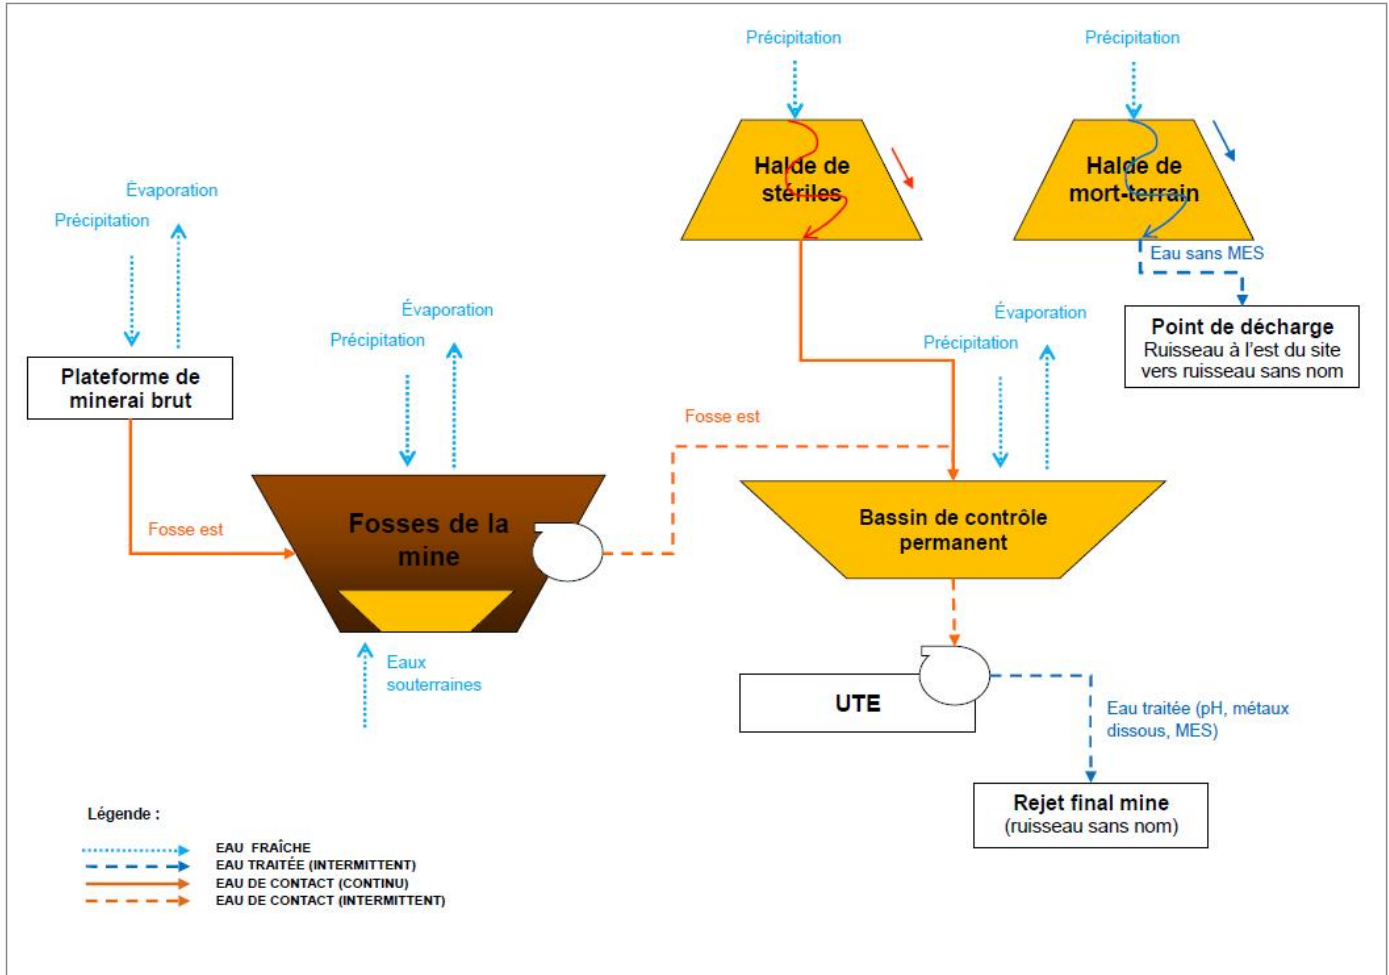 Précipitation
Précipitation
Halde de
stériles
Halde de
mort-terrain
Évaporation
Précipitation
Eau sans MES
Évaporation
Précipitation
Évaporation
Précipitation
Point de décharge
Ruisseau à l'est du site
vers ruisseau sans nom
Plateforme de
minerai brut
Fosse est
Fosse est
Fosses de la
mine
Bassin de contrôle
permanent
Eaux
souterraines
UTE
Eau traitée (pH, métaux
dissous, MES)
Rejet final mine
(ruisseau sans nom)
Légende :
EAU FRAÎCHE
EAU TRAITÉE (INTERMITTENT)
EAU DE CONTACT (CONTINU)
EAU DE CONTACT (INTERMITTENT)